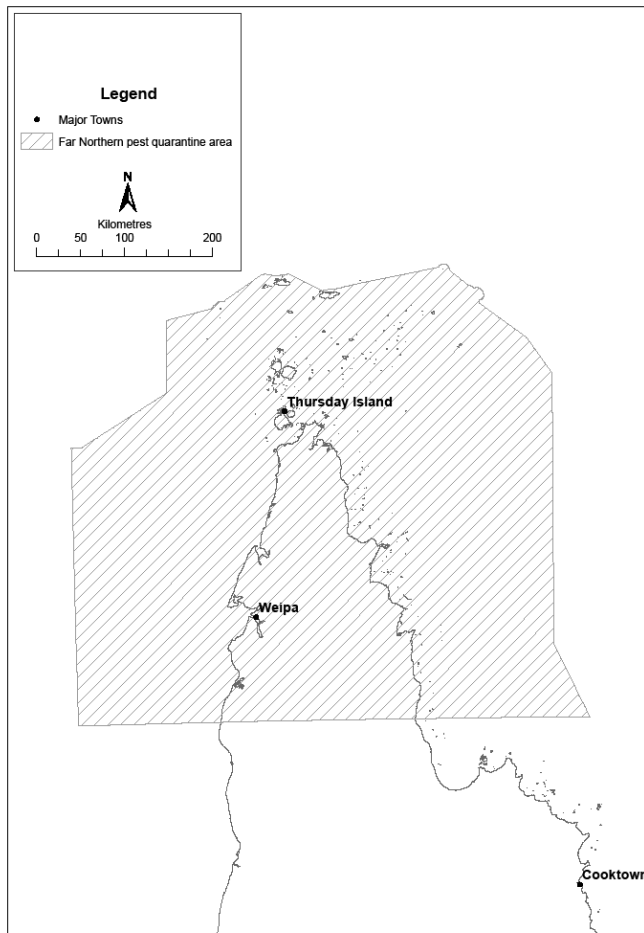 Legend
Major Towns
Far Northern pest quarantine area
N
Kilometres
0 50 100 200
Thursday Island
Weipa
Cooktown